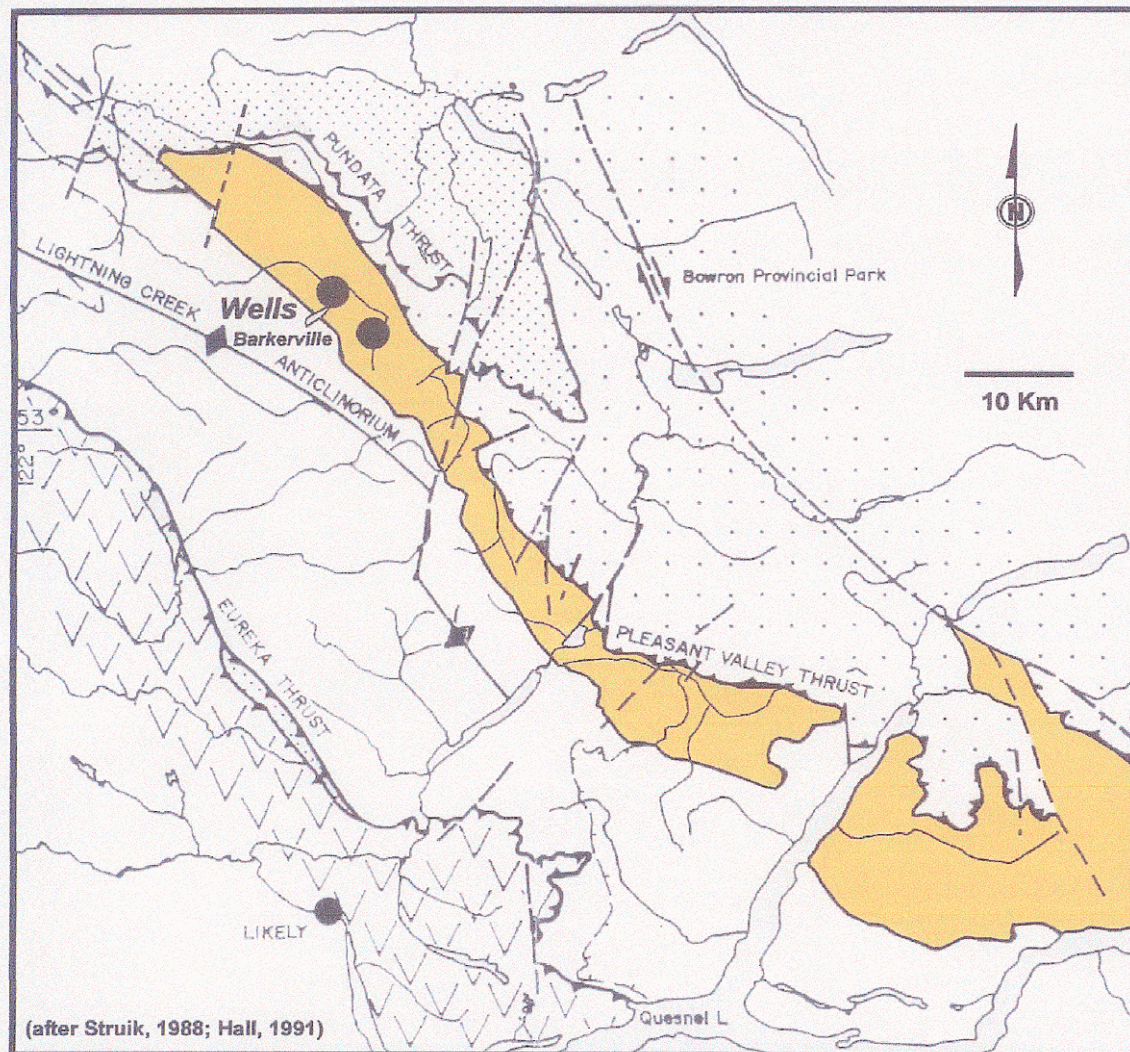 PUNDATA
THRUST
N
LIGHTNING CREEK
Bowron Provincial Park
Wells
Barkerville
ANTICLINORIUM
10 Km
53
122°
EUREKA THRUST
PLEASANT VALLEY THRUST
LIKELY
Quesnel L
(after Struik, 1988; Hall, 1991)